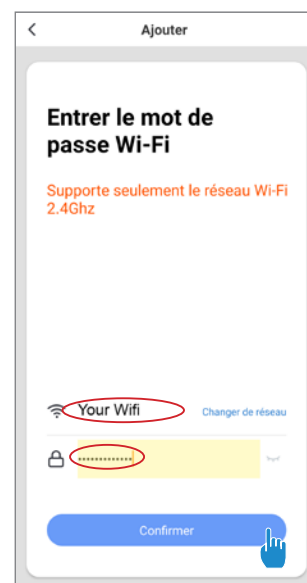 Ajouter
Entrer le mot de
passe Wi-Fi
Supporte seulement le réseau Wi-Fi
2.4Ghz
Your Wifi
Changer de réseau
•••••••••••••
Confirmer